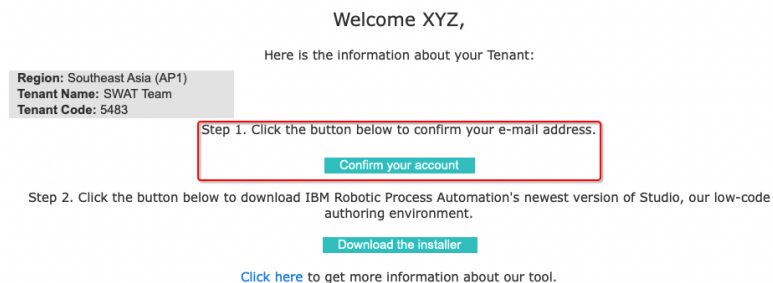 Welcome XYZ,
Here is the information about your Tenant:
Region: Southeast Asia (AP1)
Tenant Name: SWAT Team
Tenant Code: 5483
Step 1. Click the button below to confirm your e-mail address.
Confirm your account
Step 2. Click the button below to download IBM Robotic Process Automation's newest version of Studio, our low-code
authoring environment.
Download the installer
Click here to get more information about our tool.